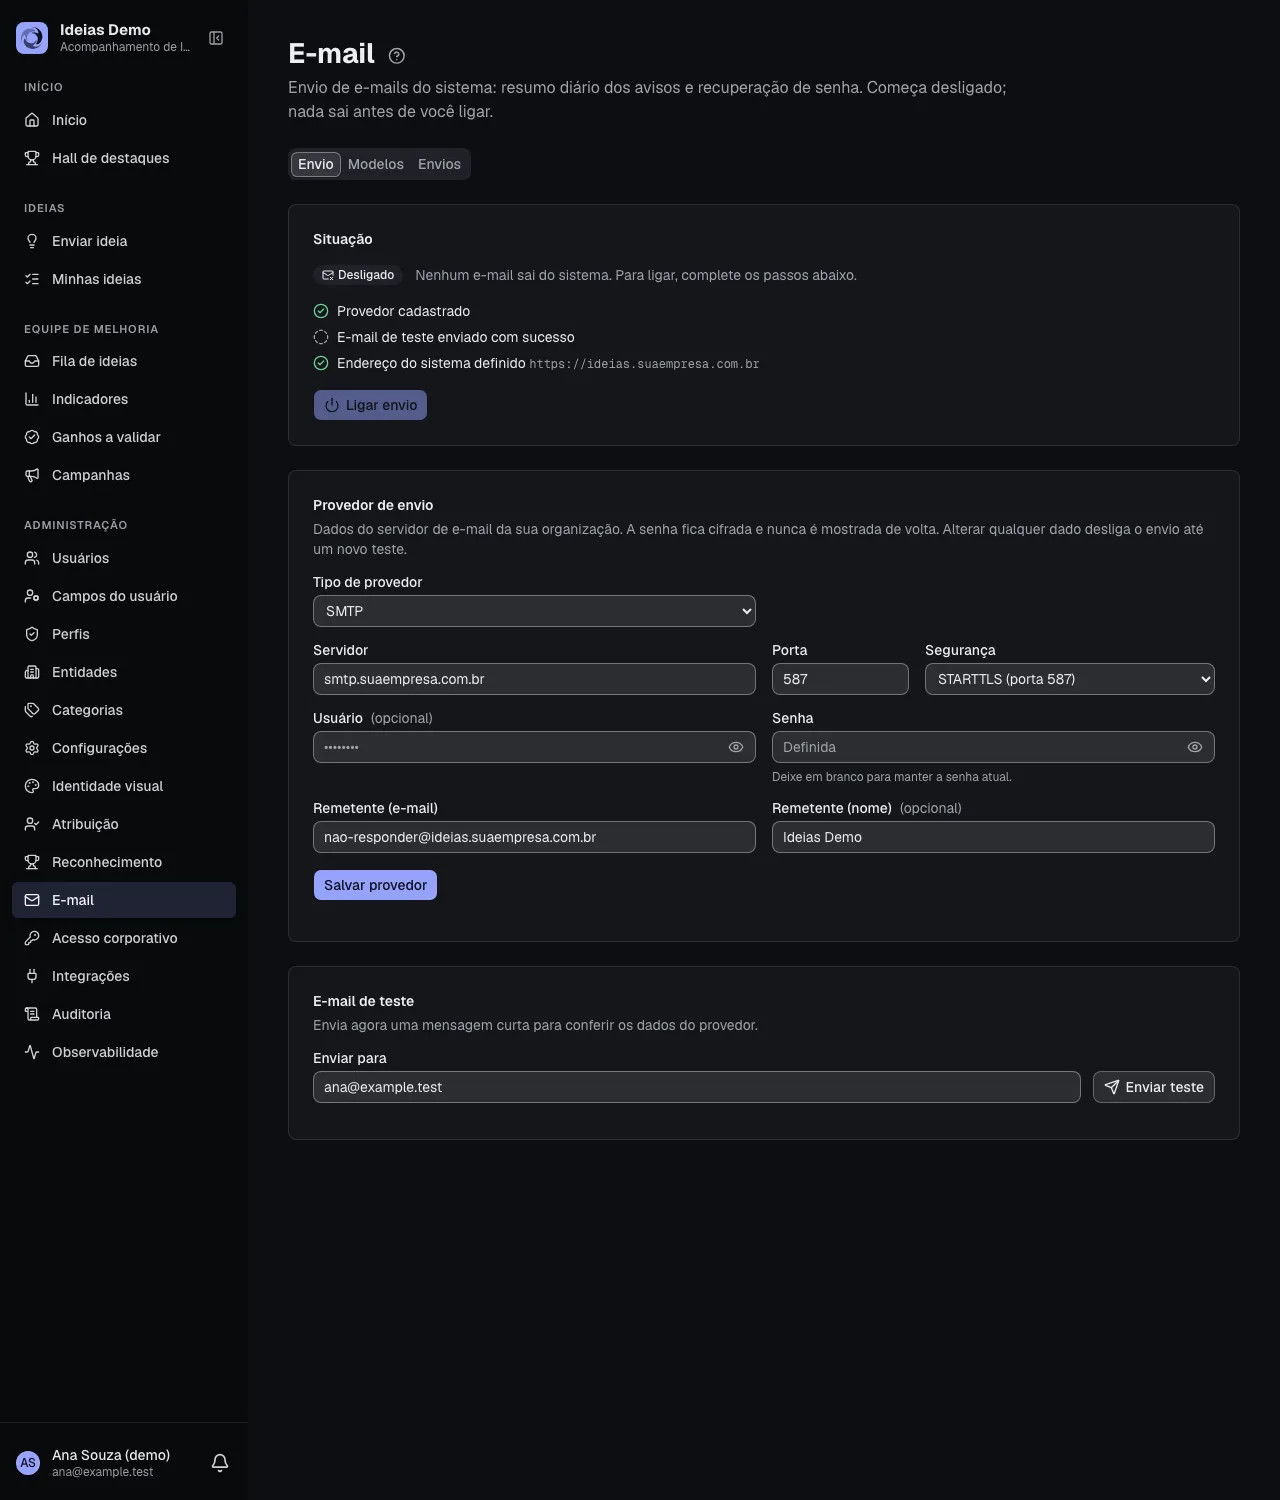 Ideias Demo
Acompanhamento de I...
INÍCIO
Início
Hall de destaques
IDEIAS
Enviar ideia
Minhas ideias
EQUIPE DE MELHORIA
Fila de ideias
Indicadores
Ganhos a validar
Campanhas
ADMINISTRAÇÃO
Usuários
Campos do usuário
Perfis
Entidades
Categorias
Configurações
Identidade visual
Atribuição
Reconhecimento
E-mail
Acesso corporativo
Integrações
Auditoria
Observabilidade
AS
Ana Souza (demo)
ana@example.test
E-mail
Envio de e-mails do sistema: resumo diário dos avisos e recuperação de senha. Começa desligado;
nada sai antes de você ligar.
Envio Modelos Envios
Situação
Desligado Nenhum e-mail sai do sistema. Para ligar, complete os passos abaixo.
Provedor cadastrado
E-mail de teste enviado com sucesso
Endereço do sistema definido https://ideias.suaempresa.com.br
Ligar envio
Provedor de envio
Dados do servidor de e-mail da sua organização. A senha fica cifrada e nunca é mostrada de volta. Alterar qualquer dado desliga o envio até
um novo teste.
Tipo de provedor
SMTP
Servidor Porta Segurança
smtp.suaempresa.com.br 587 STARTTLS (porta 587)
Usuário (opcional) Senha
•••••••• Definida
Deixe em branco para manter a senha atual.
Remetente (e-mail) Remetente (nome) (opcional)
nao-responder@ideias.suaempresa.com.br Ideias Demo
Salvar provedor
E-mail de teste
Envia agora uma mensagem curta para conferir os dados do provedor.
Enviar para
ana@example.test Enviar teste